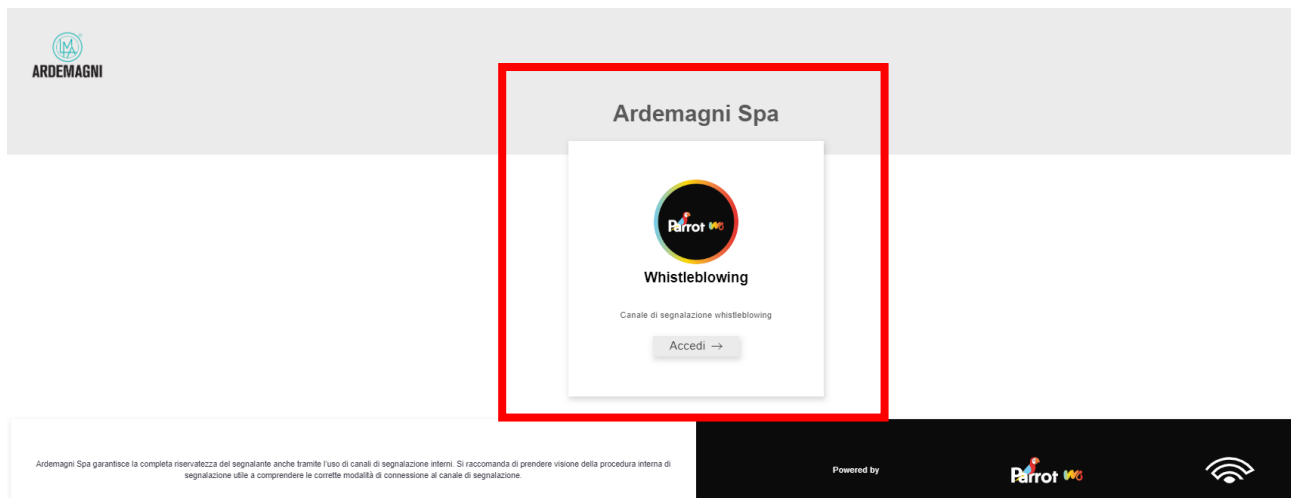 ARDEMAGNI
Ardemagni Spa
Parrot WB
Whistleblowing
Canale di segnalazione whistleblowing
Accedi →
Ardemagni Spa garantisce la completa riservatezza del segnalante anche tramite l'uso di canali di segnalazione interni. Si raccomanda di prendere visione della procedura interna di
segnalazione utile a comprendere le corrette modalità di connessione al canale di segnalazione.
Powered by
Parrot WB